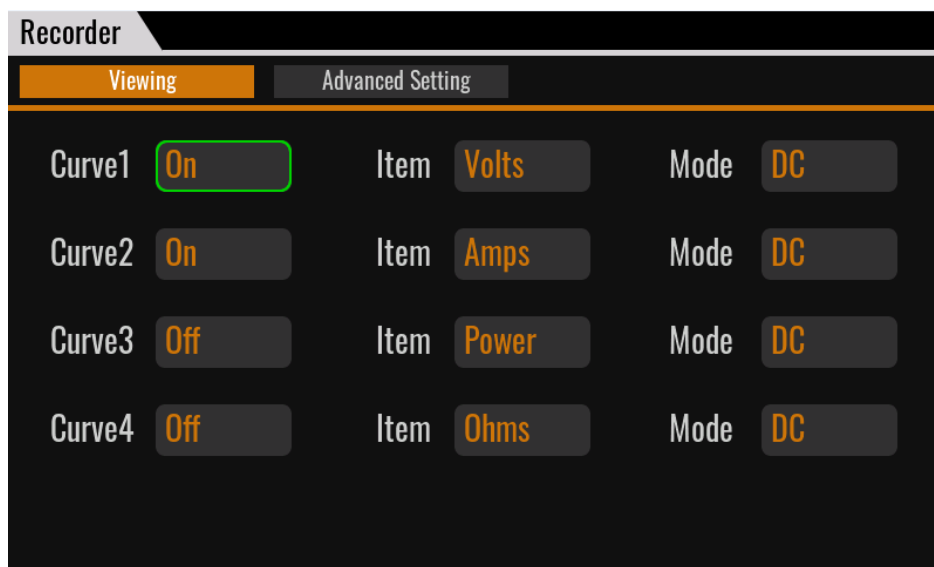 Recorder
Viewing Advanced Setting
Curve1 On Item Volts Mode DC
Curve2 On Item Amps Mode DC
Curve3 Off Item Power Mode DC
Curve4 Off Item Ohms Mode DC